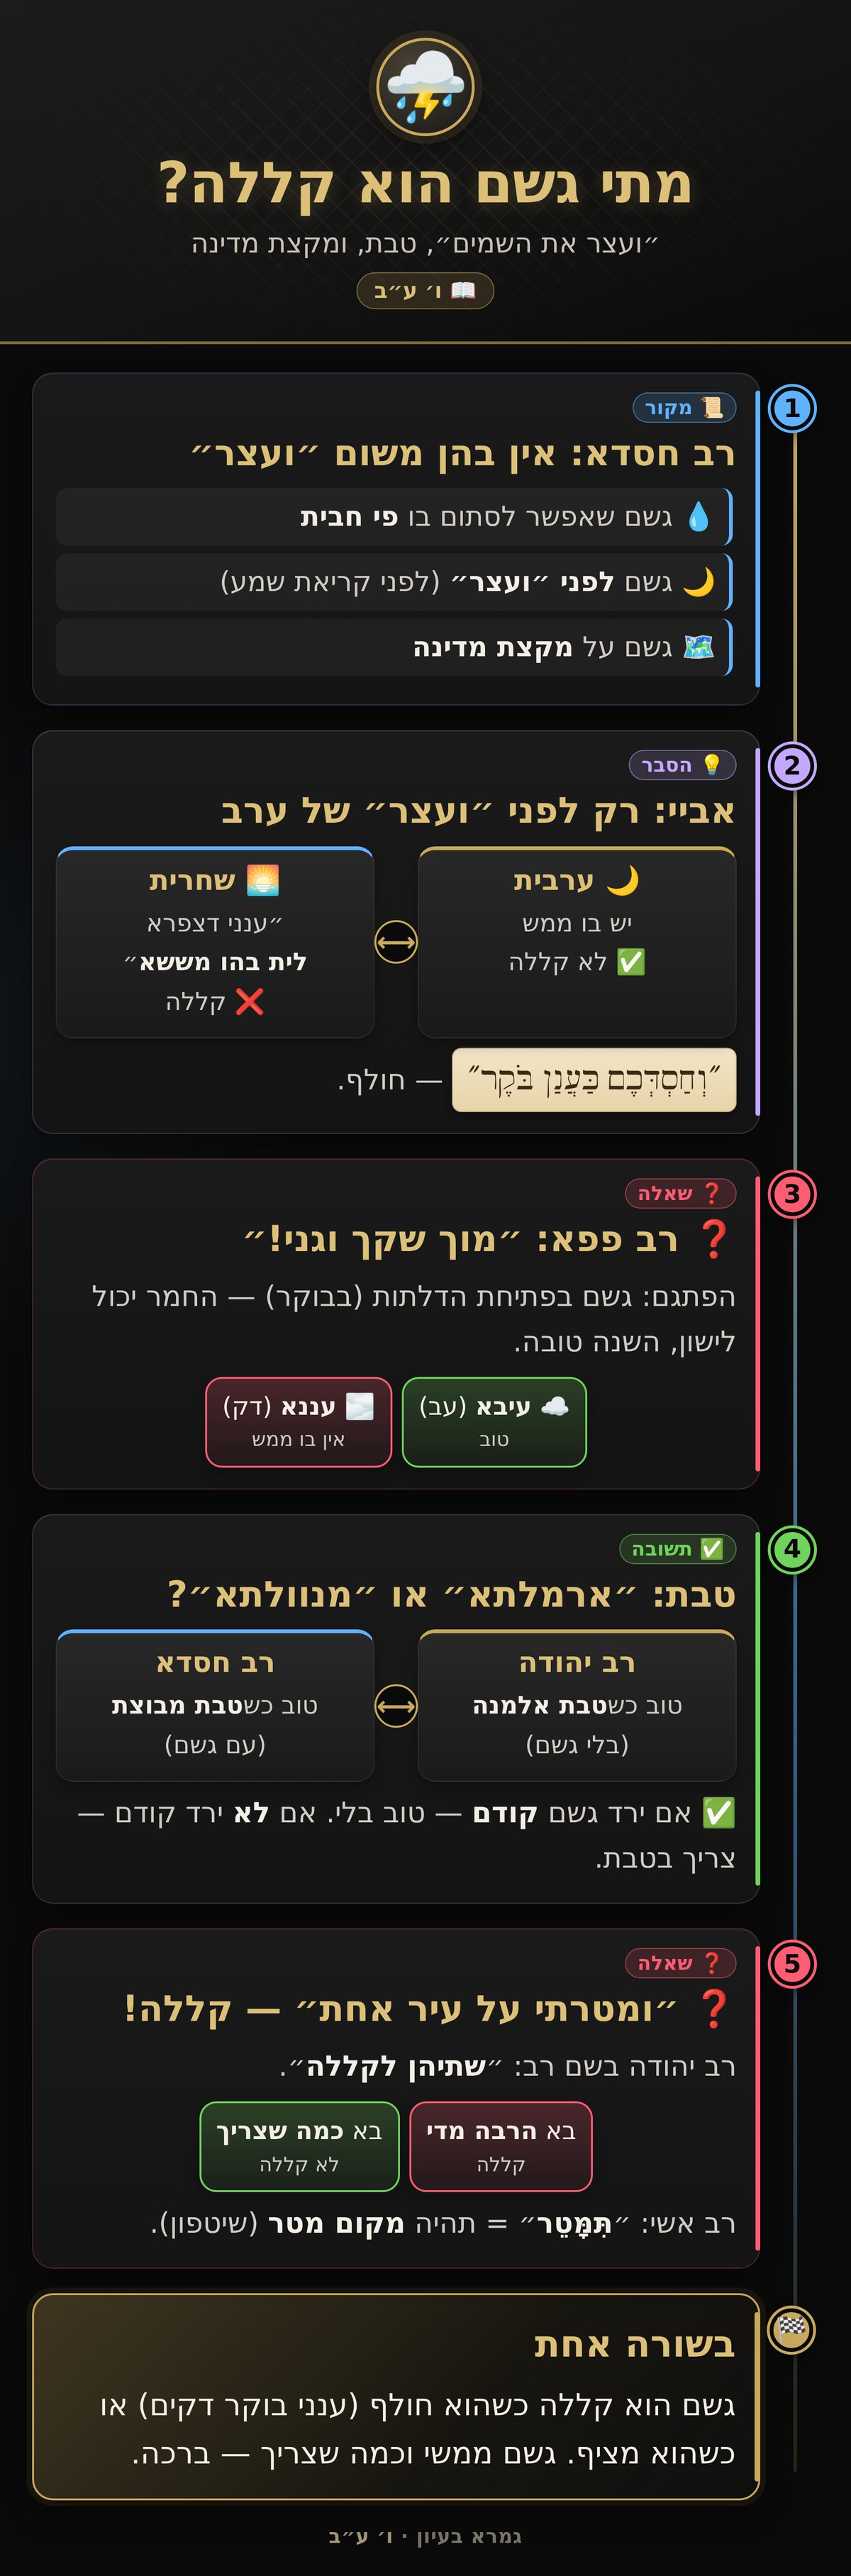 מתי גשם הוא קללה?
״ועצר את השמים״, טבת, ומקצת מדינה
📖 ו׳ ע״ב
1
📜 מקור
רב חסדא: אין בהן משום ״ועצר״
💧 גשם שאפשר לסתום בו פי חבית
🌙 גשם לפני ״ועצר״ (לפני קריאת שמע)
🗺️ גשם על מקצת מדינה
2
💡 הסבר
אביי: רק לפני ״ועצר״ של ערב
🌙 ערבית
יש בו ממש
✅ לא קללה
⟷
🌅 שחרית
״ענני דצפרא
לית בהו מששא״
❌ קללה
״וְחַסְדְּכֶם כַּעֲנַן בֹּקֶר״ — חולף.
3
❓ שאלה
❓ רב פפא: ״מוך שקך וגני!״
הפתגם: גשם בפתיחת הדלתות (בבוקר) — החמר יכול
לישון, השנה טובה.
☁️ עיבא (עב)
טוב
🌫️ עננא (דק)
אין בו ממש
4
✅ תשובה
טבת: ״ארמלתא״ או ״מנוולתא״?
רב יהודה
טוב כשטבת אלמנה
(בלי גשם)
⟷
רב חסדא
טוב כשטבת מבוצת
(עם גשם)
✅ אם ירד גשם קודם — טוב בלי. אם לא ירד קודם —
צריך בטבת.
5
❓ שאלה
❓ ״ומטרתי על עיר אחת״ — קללה!
רב יהודה בשם רב: ״שתיהן לקללה״.
בא הרבה מדי
קללה
בא כמה שצריך
לא קללה
רב אשי: ״תִּמָּטֵר״ = תהיה מקום מטר (שיטפון).
🏁
בשורה אחת
גשם הוא קללה כשהוא חולף (ענני בוקר דקים) או
כשהוא מציף. גשם ממשי וכמה שצריך — ברכה.
גמרא בעיון · ו׳ ע״ב